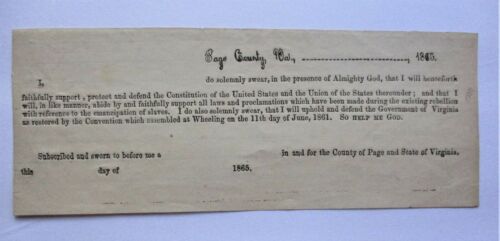 Page County, Va., ----------------------------, 1865.
I, do solemnly swear, in the presence of Almighty God, that I will henceforth
faithfully support, protect and defend the Constitution of the United States and the Union of the States thereunder; and that I
will, in like manner, abide by and faithfully support all laws and proclamations which have been made during the existing rebellion
with reference to the emancipation of slaves. I do also solemnly swear, that I will uphold and defend the Government of Virginia
as restored by the Convention which assembled at Wheeling on the 11th day of June, 1861. So help me God.
Subscribed and sworn to before me a in and for the County of Page and State of Virginia,
this day of 1865.